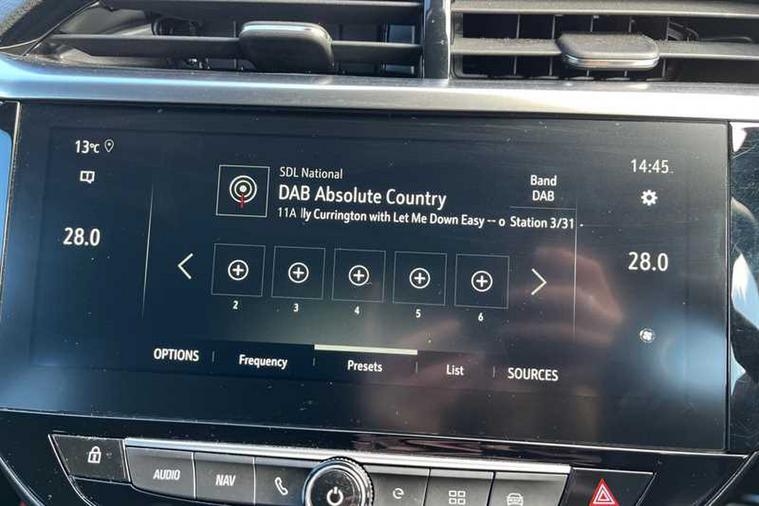 13°C
14:45
SDL National
DAB Absolute Country
11A lly Currington with Let Me Down Easy -- o
Station 3/31
Band
DAB
28.0
28.0
2 3 4 5 6
OPTIONS Frequency Presets List SOURCES
AUDIO NAV